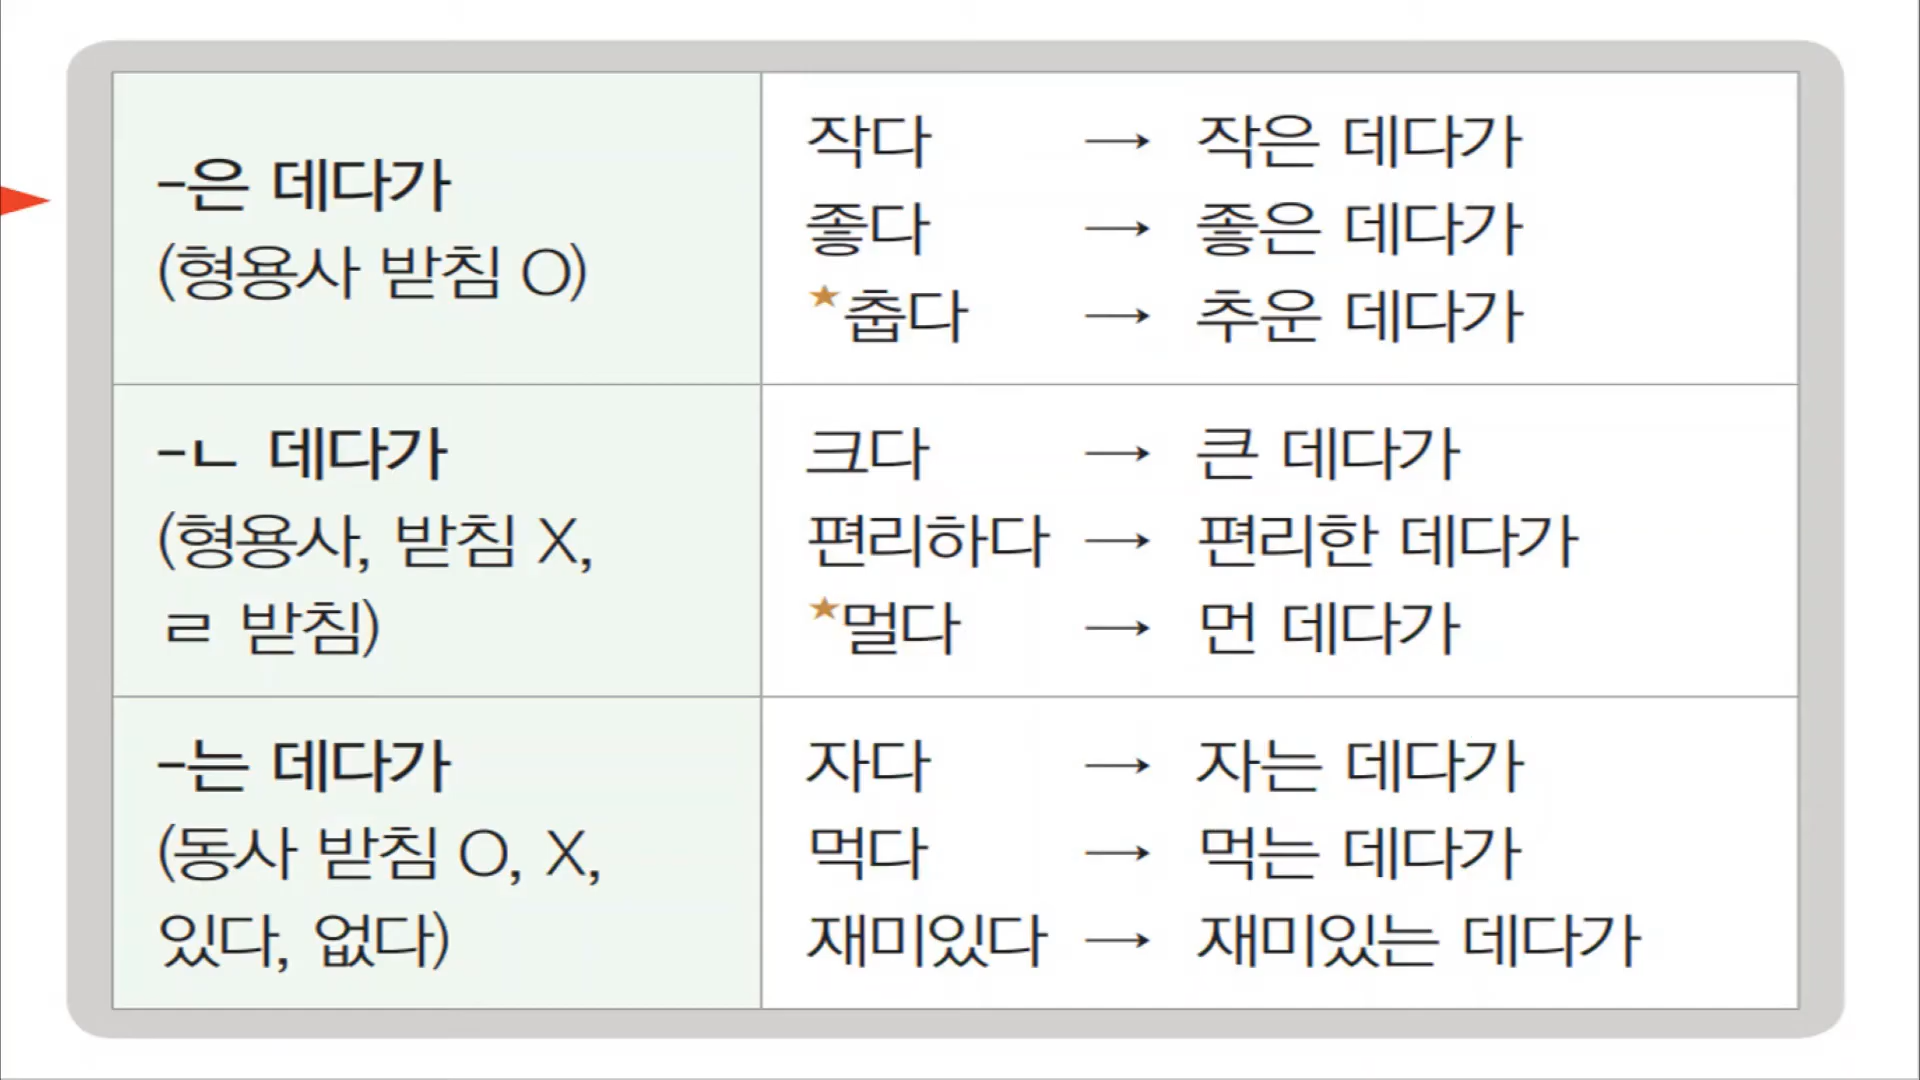 -은 데다가
(형용사 받침 O)
작다 → 작은 데다가
좋다 → 좋은 데다가
★춥다 → 추운 데다가
-ㄴ 데다가
(형용사, 받침 X,
ㄹ 받침)
크다 → 큰 데다가
편리하다 → 편리한 데다가
★멀다 → 먼 데다가
-는 데다가
(동사 받침 O, X,
있다, 없다)
자다 → 자는 데다가
먹다 → 먹는 데다가
재미있다 → 재미있는 데다가